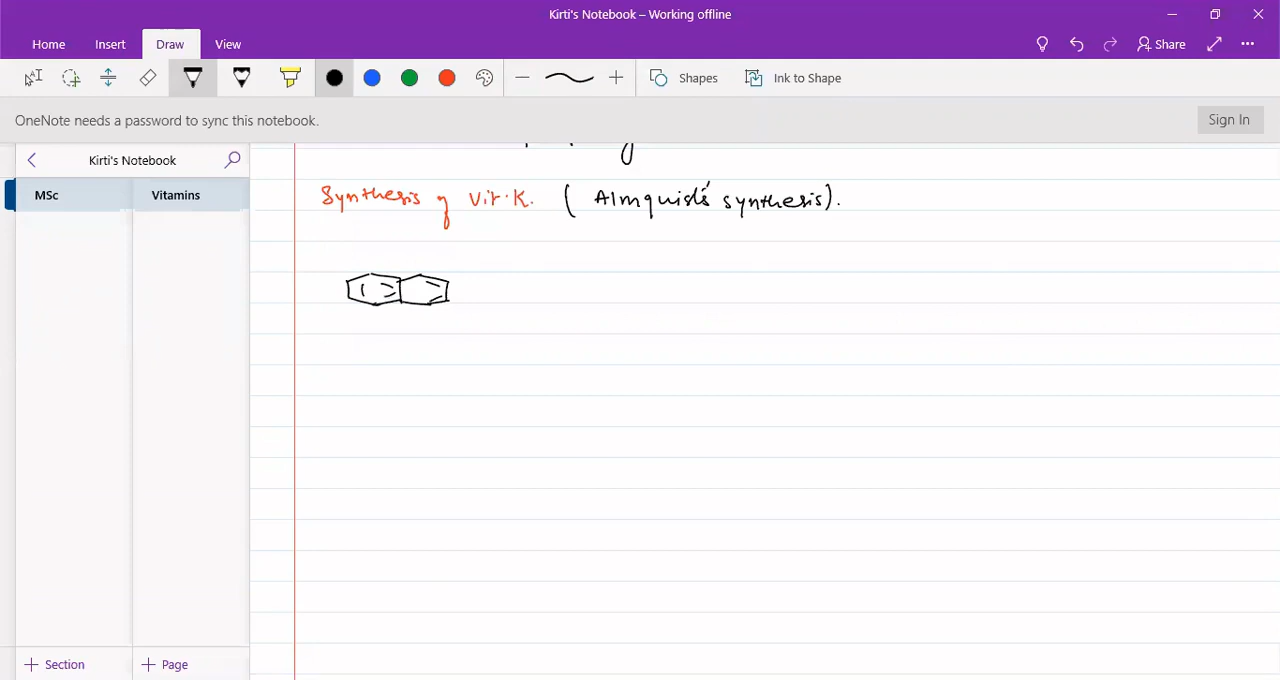 Kirti's Notebook – Working offline
Home Insert Draw View Share
Shapes Ink to Shape
OneNote needs a password to sync this notebook. Sign In
Kirti's Notebook
MSc Vitamins
Synthesis of Vit.K. ( Almquist's synthesis).
+ Section + Page